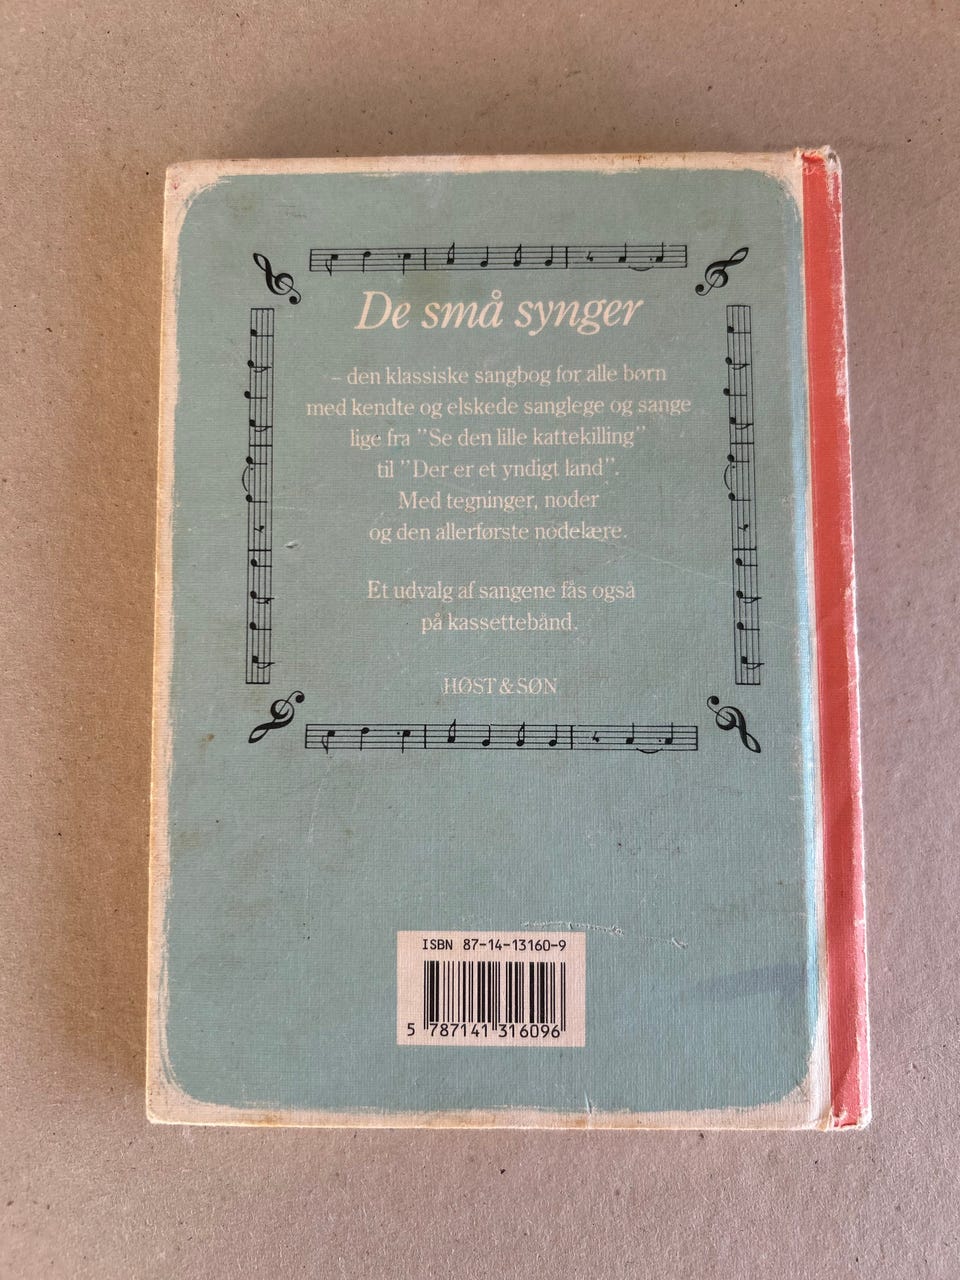 De små synger
– den klassiske sangbog for alle børn
med kendte og elskede sanglege og sange
lige fra ”Se den lille kattekilling”
til ”Der er et yndigt land”.
Med tegninger, noder
og den allerførste nodelære.
Et udvalg af sangene fås også
på kassettebånd.
HØST & SØN
ISBN 87-14-13160-9
5 787141 316096